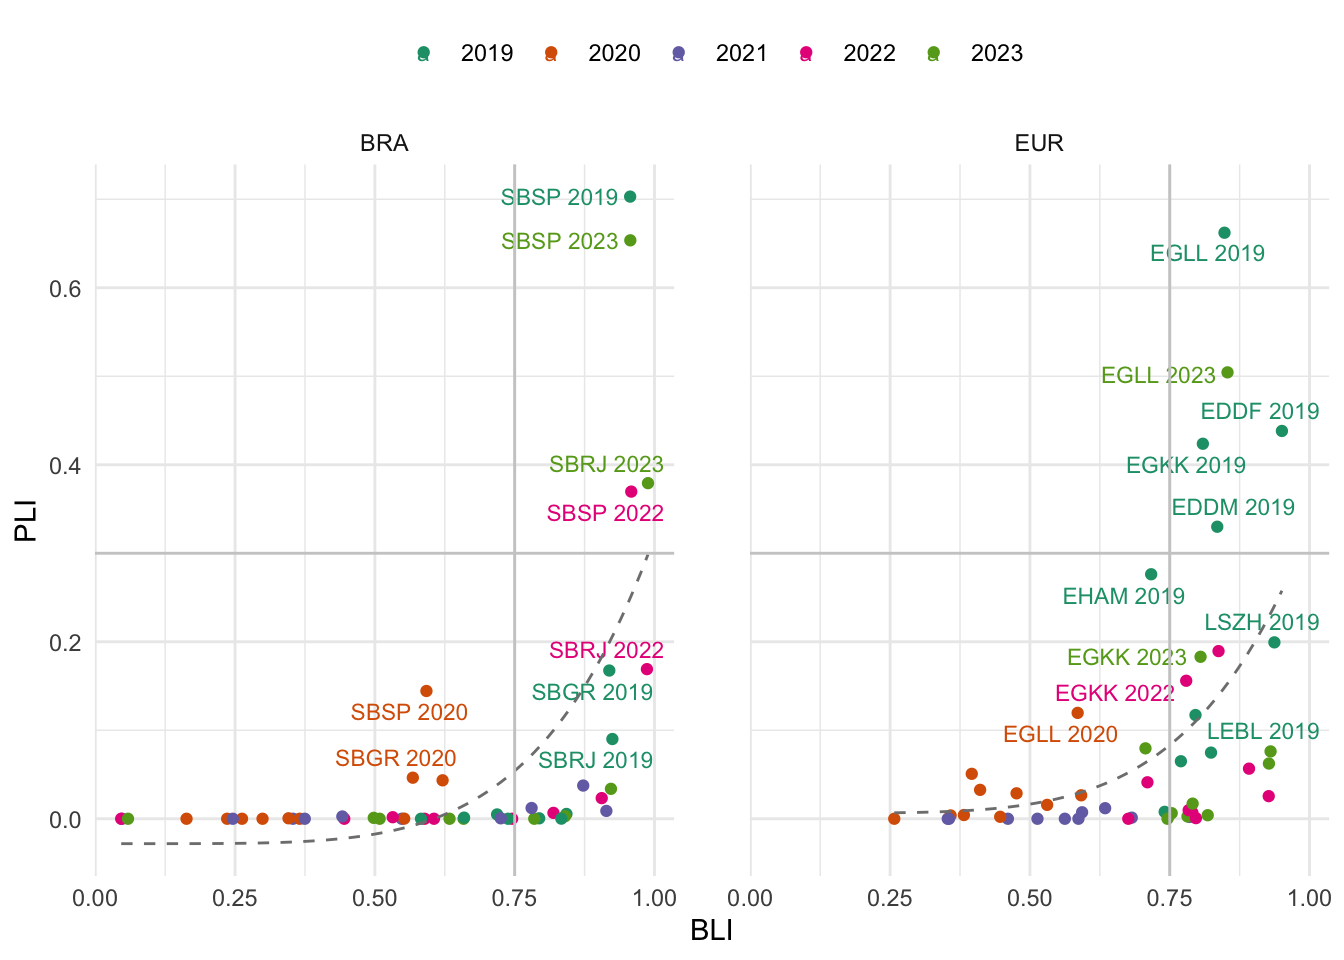 2019 2020 2021 2022 2023
BRA
EUR
PLI
0.6
0.4
0.2
0.0
SBSP 2019
SBSP 2023
SBRJ 2023
SBSP 2022
SBRJ 2022
SBGR 2019
SBSP 2020
SBGR 2020
SBRJ 2019
EGLL 2019
EGLL 2023
EDDF 2019
EGKK 2019
EDDM 2019
EHAM 2019
LSZH 2019
EGKK 2023
EGKK 2022
EGLL 2020
LEBL 2019
0.00 0.25 0.50 0.75 1.00
0.00 0.25 0.50 0.75 1.00
BLI